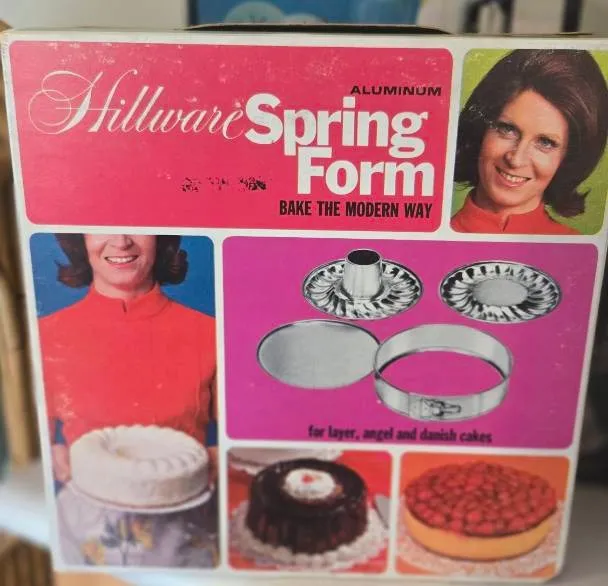 Hillware
ALUMINUM
Spring
Form
BAKE THE MODERN WAY
for layer, angel and danish cakes